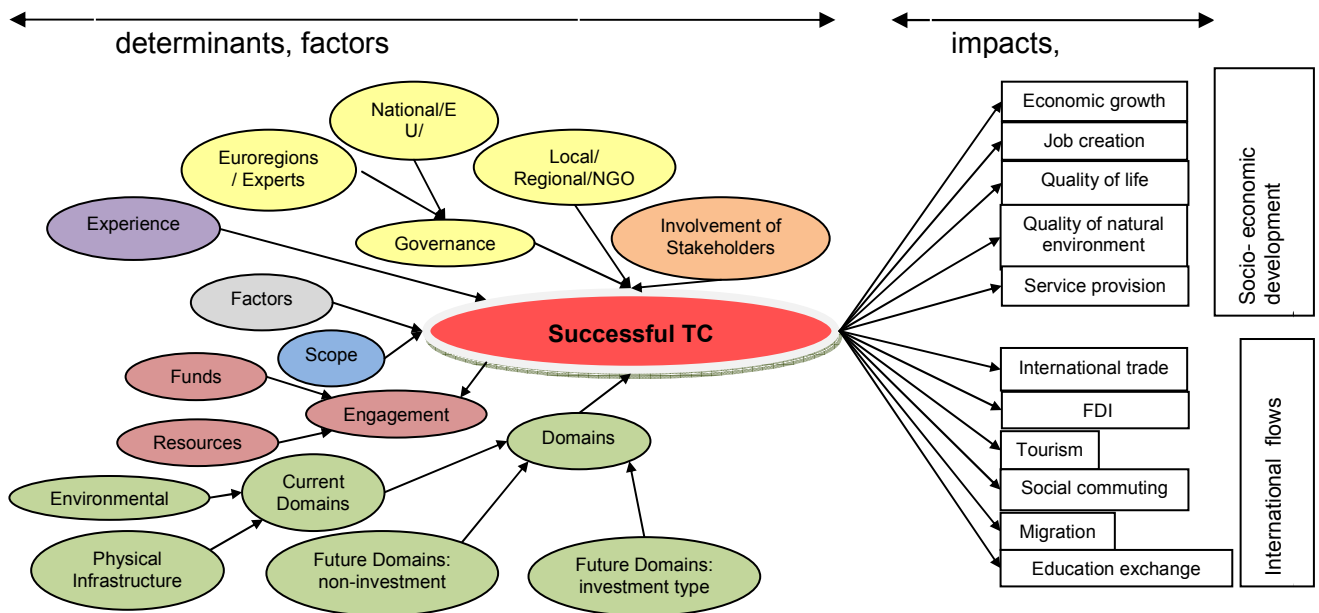 determinants, factors
impacts,
National/E
U/
Euroregions
/ Experts
Local/
Regional/NGO
Experience
Governance
Involvement of
Stakeholders
Factors
Successful TC
Scope
Funds
Engagement
Resources
Domains
Environmental
Current
Domains
Physical
Infrastructure
Future Domains:
non-investment
Future Domains:
investment type
Economic growth
Job creation
Quality of life
Quality of natural
environment
Service provision
Socio- economic
development
International trade
FDI
Tourism
Social commuting
Migration
Education exchange
International flows